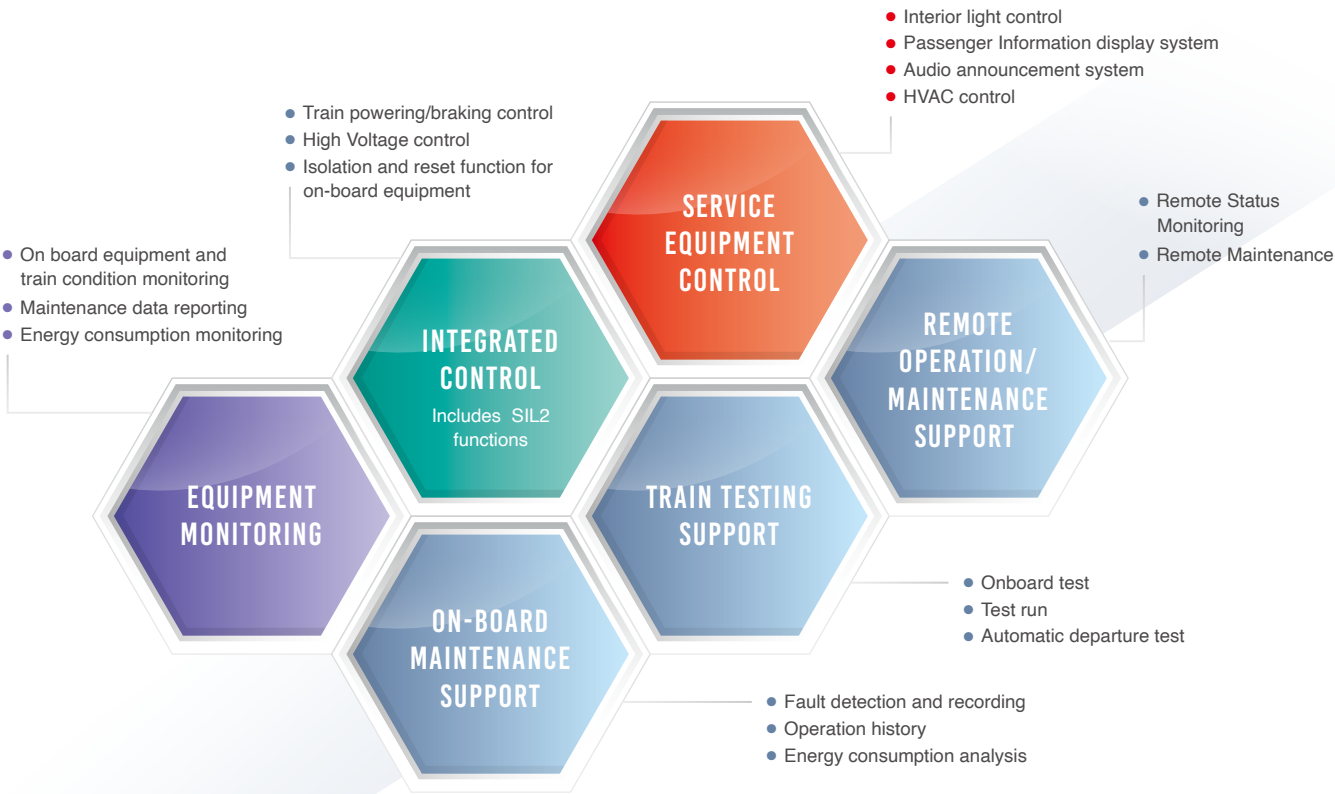 Interior light control
Passenger Information display system
Audio announcement system
HVAC control
SERVICE
EQUIPMENT
CONTROL
Train powering/braking control
High Voltage control
Isolation and reset function for
on-board equipment
INTEGRATED
CONTROL
Includes SIL2
functions
Remote Status
Monitoring
Remote Maintenance
REMOTE
OPERATION/
MAINTENANCE
SUPPORT
On board equipment and
train condition monitoring
Maintenance data reporting
Energy consumption monitoring
EQUIPMENT
MONITORING
TRAIN TESTING
SUPPORT
Onboard test
Test run
Automatic departure test
ON-BOARD
MAINTENANCE
SUPPORT
Fault detection and recording
Operation history
Energy consumption analysis